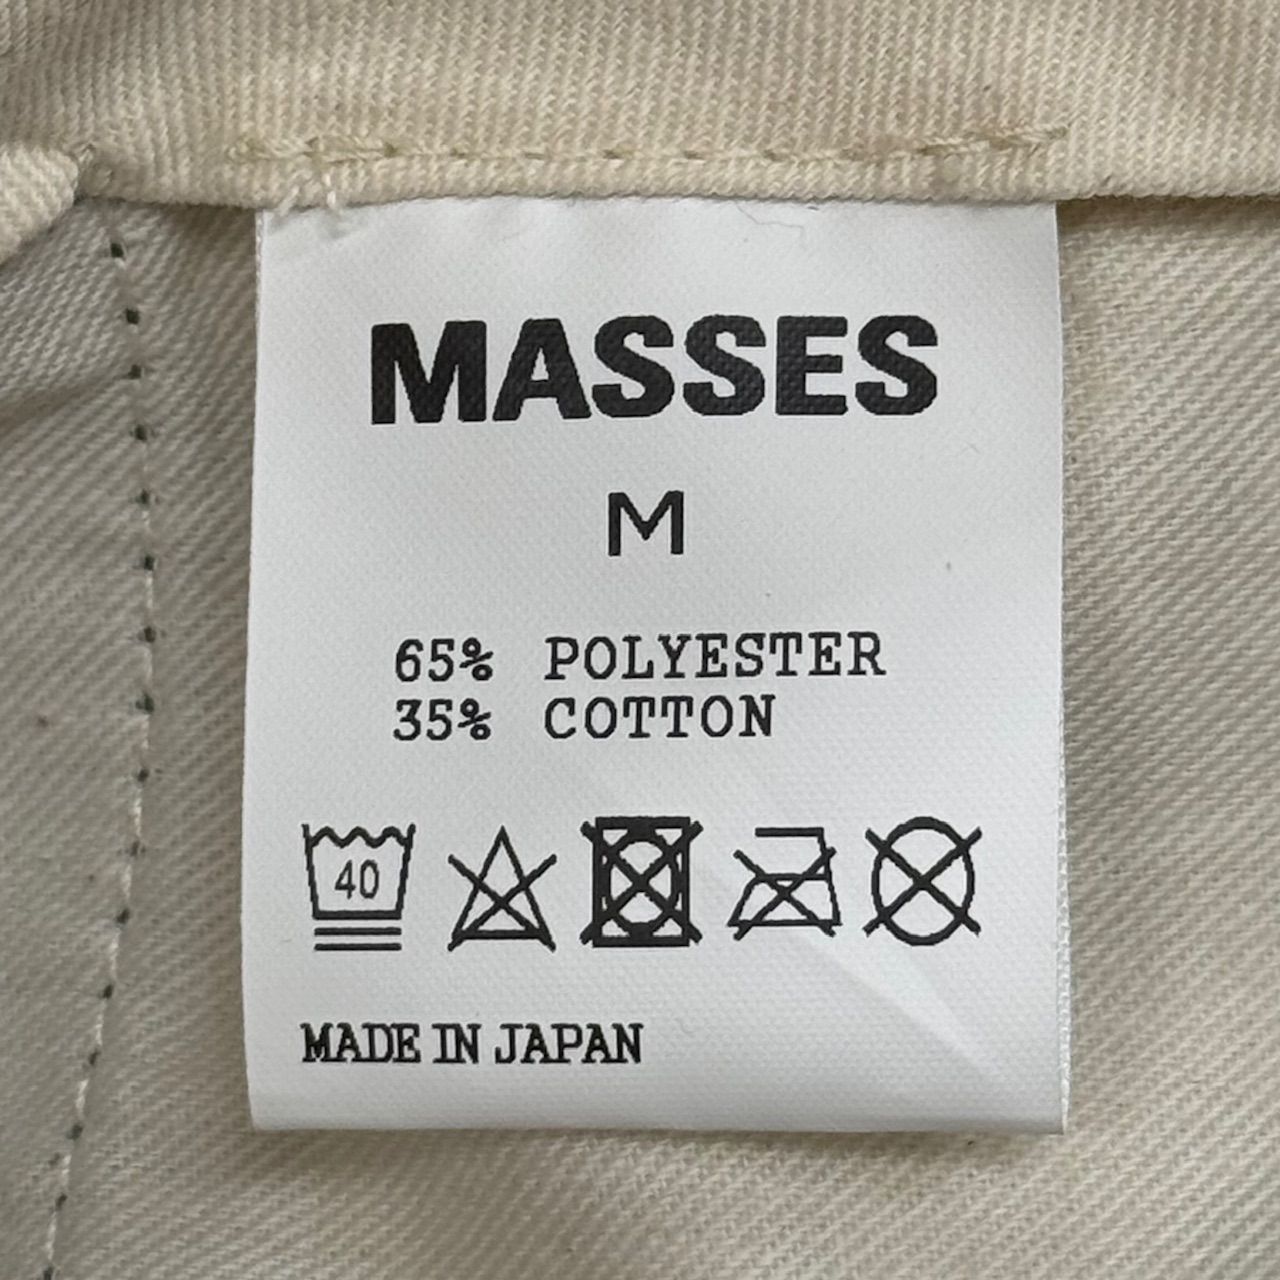 MASSES
M
65% POLYESTER
35% COTTON
40
MADE IN JAPAN